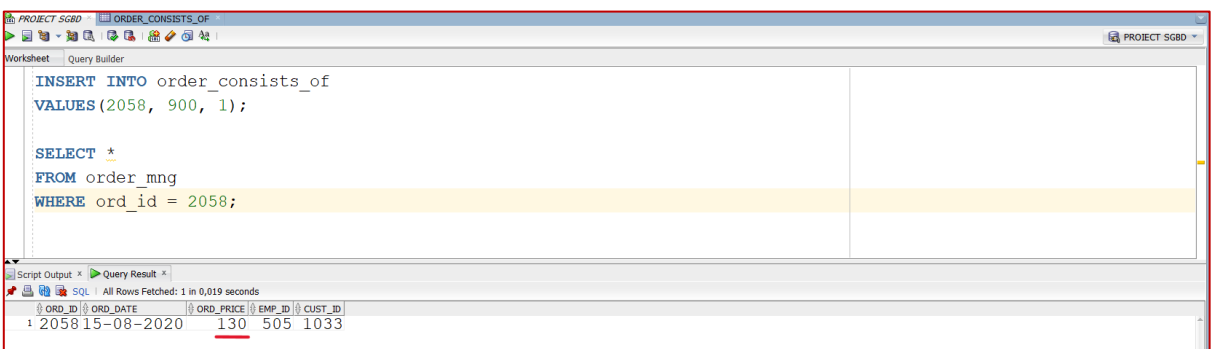 PROIECT SGBD × ORDER_CONSISTS_OF ×
PROIECT SGBD
Worksheet Query Builder
INSERT INTO order_consists_of
VALUES(2058, 900, 1);
SELECT *
FROM order_mng
WHERE ord_id = 2058;
Script Output × Query Result ×
SQL | All Rows Fetched: 1 in 0,019 seconds
ORD_ID ORD_DATE ORD_PRICE EMP_ID CUST_ID
1 2058 15-08-2020 130 505 1033